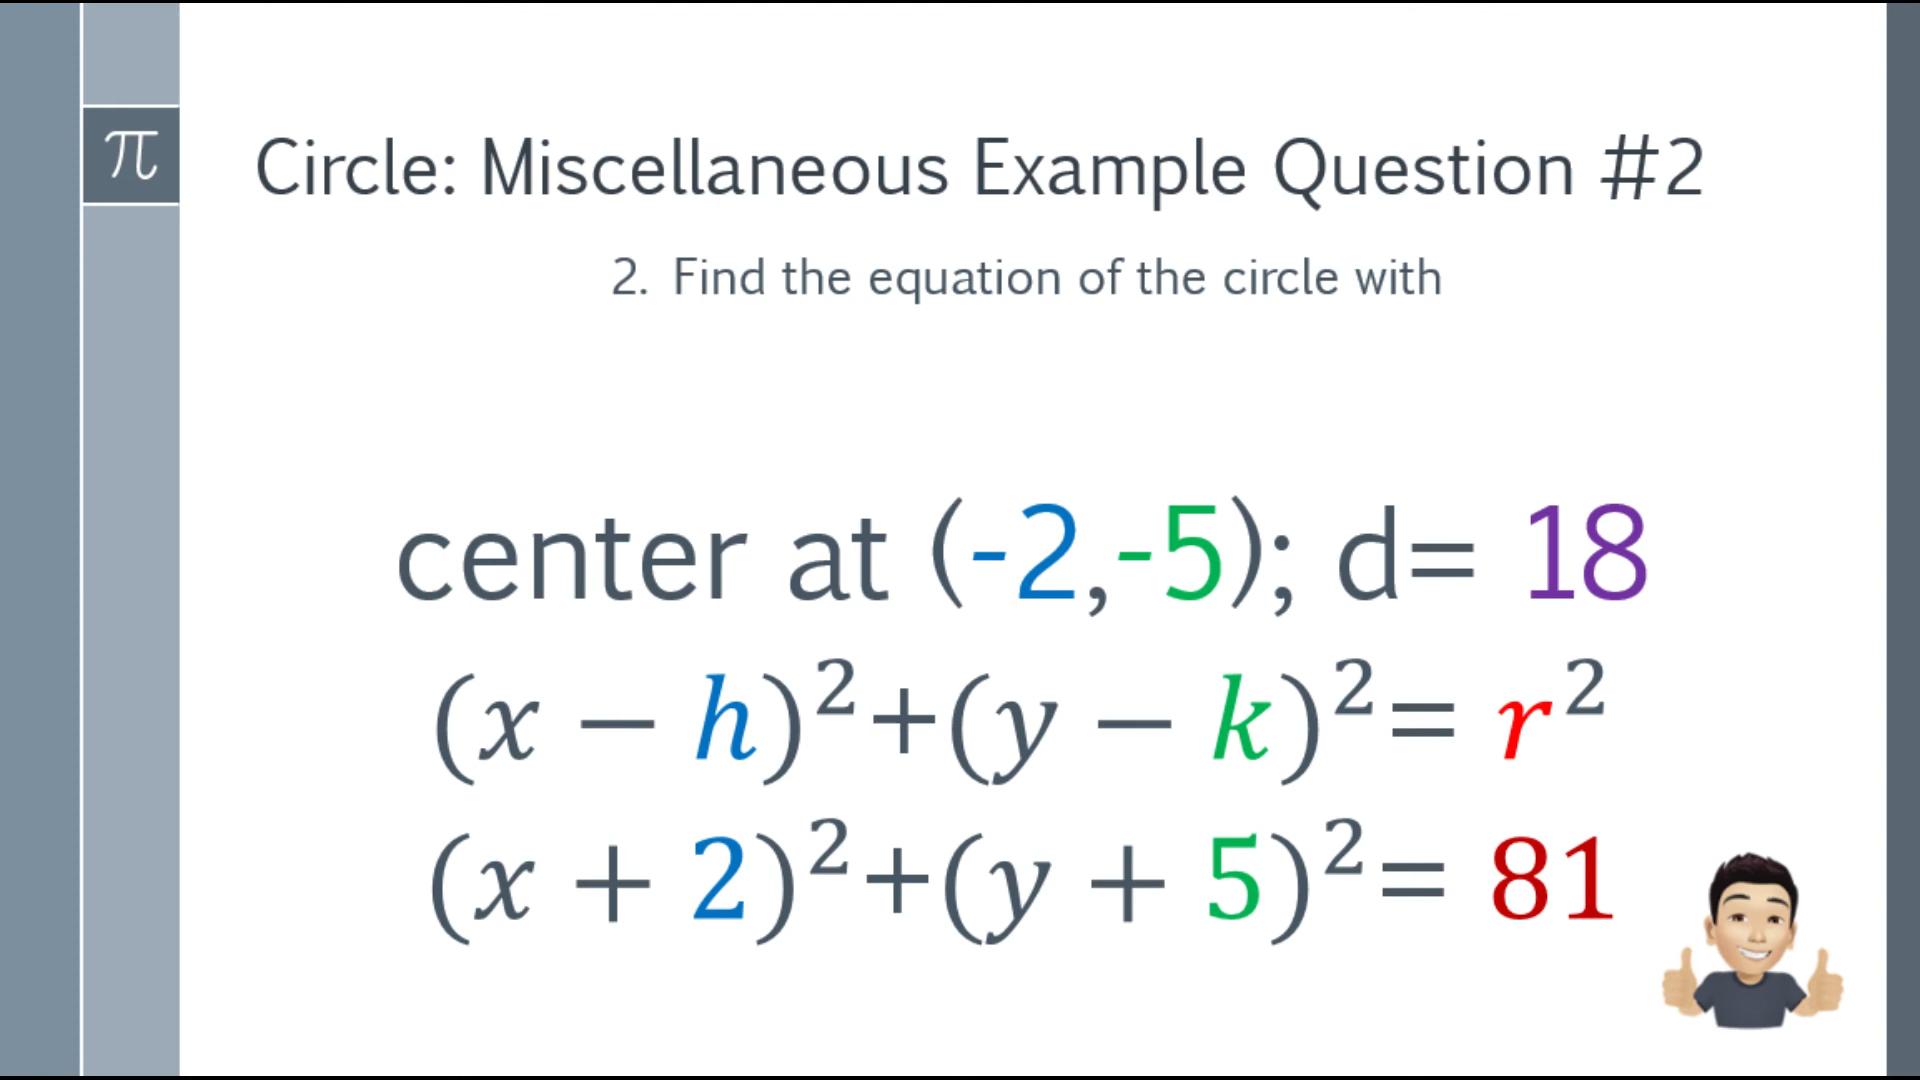 π
Circle: Miscellaneous Example Question #2
2. Find the equation of the circle with
center at (-2,-5); d= 18
(x − h)²+(y − k)²= r²
(x + 2)²+(y + 5)²= 81